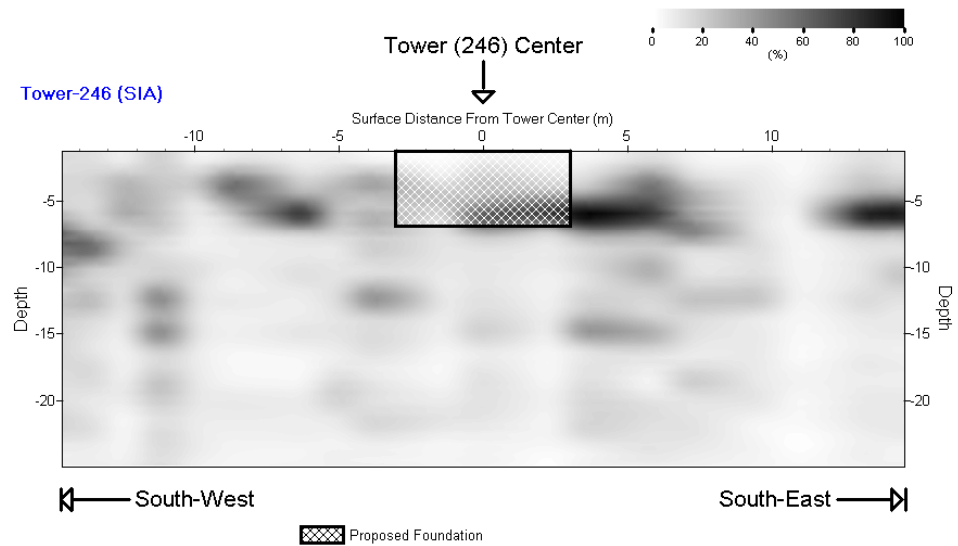 0 20 40 60 80 100
(%)
Tower (246) Center
Tower-246 (SIA)
Surface Distance From Tower Center (m)
-10 -5 0 5 10
-5 -5
-10 -10
-15 -15
-20 -20
Depth
Depth
South-West
South-East
Proposed Foundation